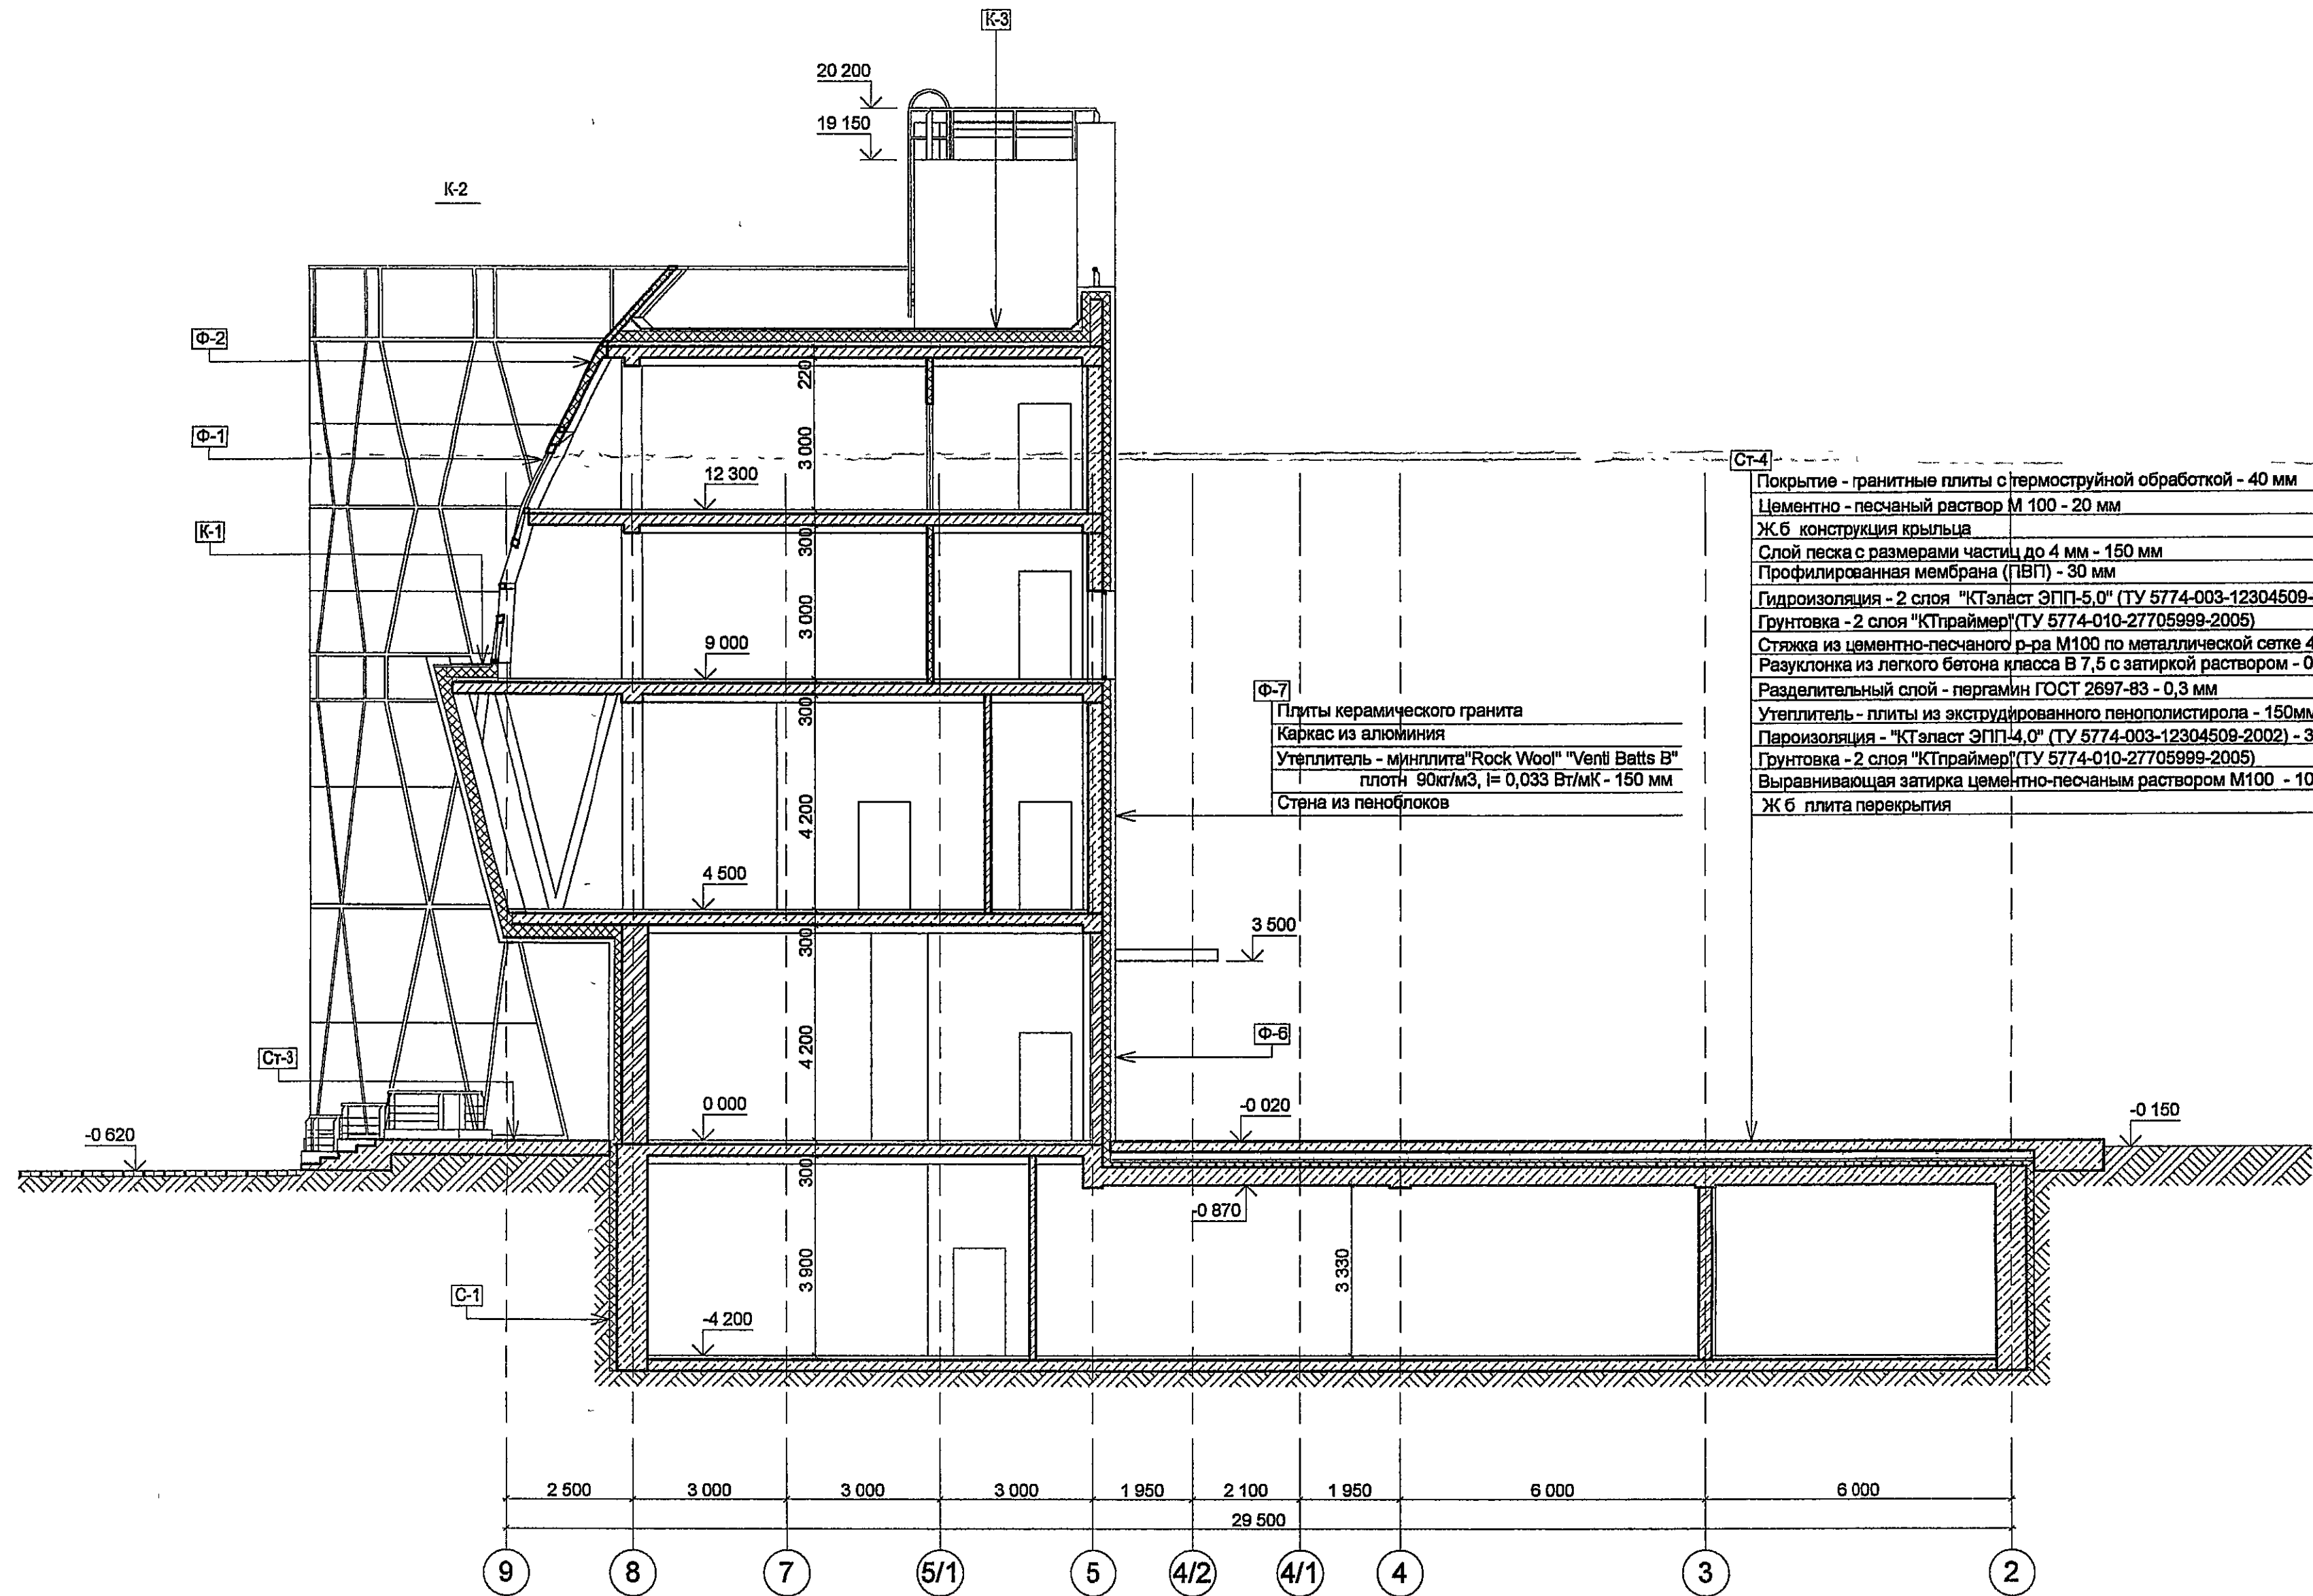 К-3
20 200
19 150
К-2
Ф-2
220
Ф-1
3 000
12 300
К-1
300
3 000
9 000
300
4 200
4 500
300
3 500
Ф-7
Плиты керамического гранита
Каркас из алюминия
Утеплитель - минплита"Rock Wool" "Venti Batts B"
плотн 90кг/м3, l= 0,033 Вт/мК - 150 мм
Стена из пеноблоков
Ст-4
Покрытие - гранитные плиты с термоструйной обработкой - 40 мм
Цементно - песчаный раствор М 100 - 20 мм
Ж.б конструкция крыльца
Слой песка с размерами частиц до 4 мм - 150 мм
Профилированная мембрана (ПВП) - 30 мм
Гидроизоляция - 2 слоя "КТэласт ЭПП-5,0" (ТУ 5774-003-12304509-
Грунтовка - 2 слоя "КТпраймер"(ТУ 5774-010-27705999-2005)
Стяжка из цементно-песчаного р-ра М100 по металлической сетке 4
Разуклонка из легкого бетона класса В 7,5 с затиркой раствором - 0
Разделительный слой - пергамин ГОСТ 2697-83 - 0,3 мм
Утеплитель - плиты из экструдированного пенополистирола - 150мм
Пароизоляция - "КТэласт ЭПП-4,0" (ТУ 5774-003-12304509-2002) - 3
Грунтовка - 2 слоя "КТпраймер"(ТУ 5774-010-27705999-2005)
Выравнивающая затирка цементно-песчаным раствором М100 - 10
Ж б плита перекрытия
Ф-6
Ст-3
4 200
0 000
-0 020
-0 150
-0 620
300
-0 870
3 900
3 330
С-1
-4 200
2 500
3 000
3 000
3 000
1 950
2 100
1 950
6 000
6 000
29 500
9
8
7
5/1
5
4/2
4/1
4
3
2